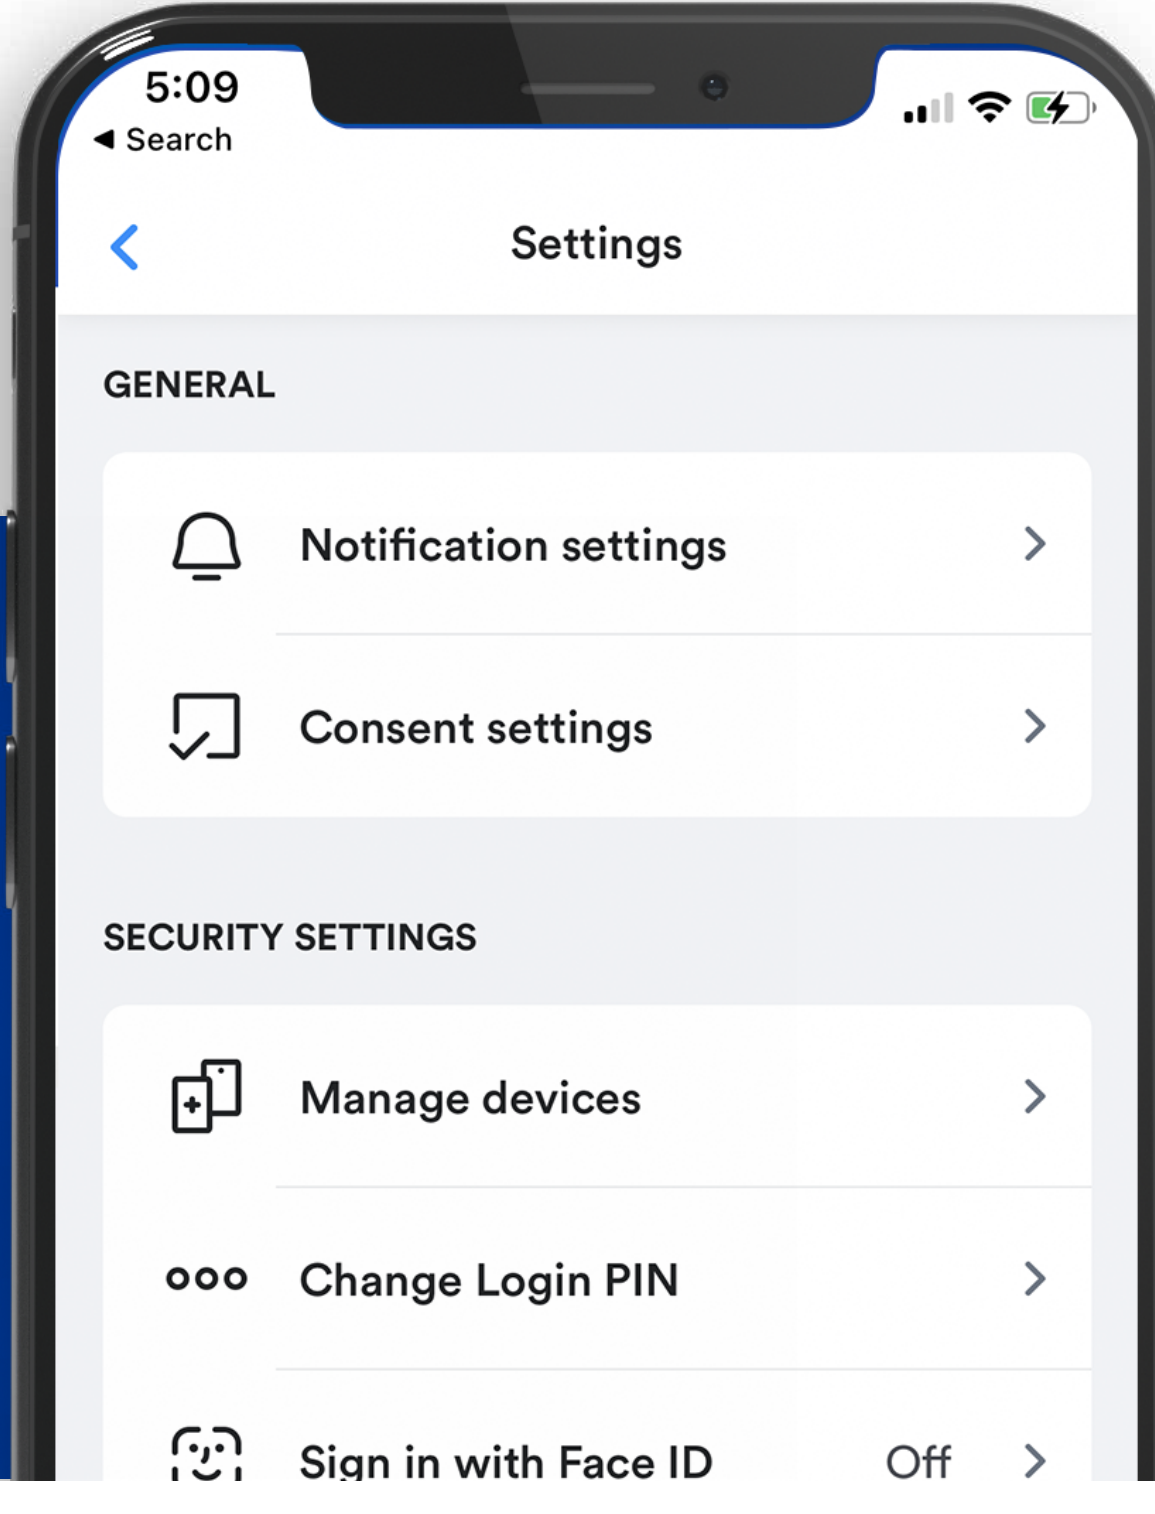 5:09
Search
Settings
GENERAL
Notification settings
Consent settings
SECURITY SETTINGS
Manage devices
Change Login PIN
Sign in with Face ID Off